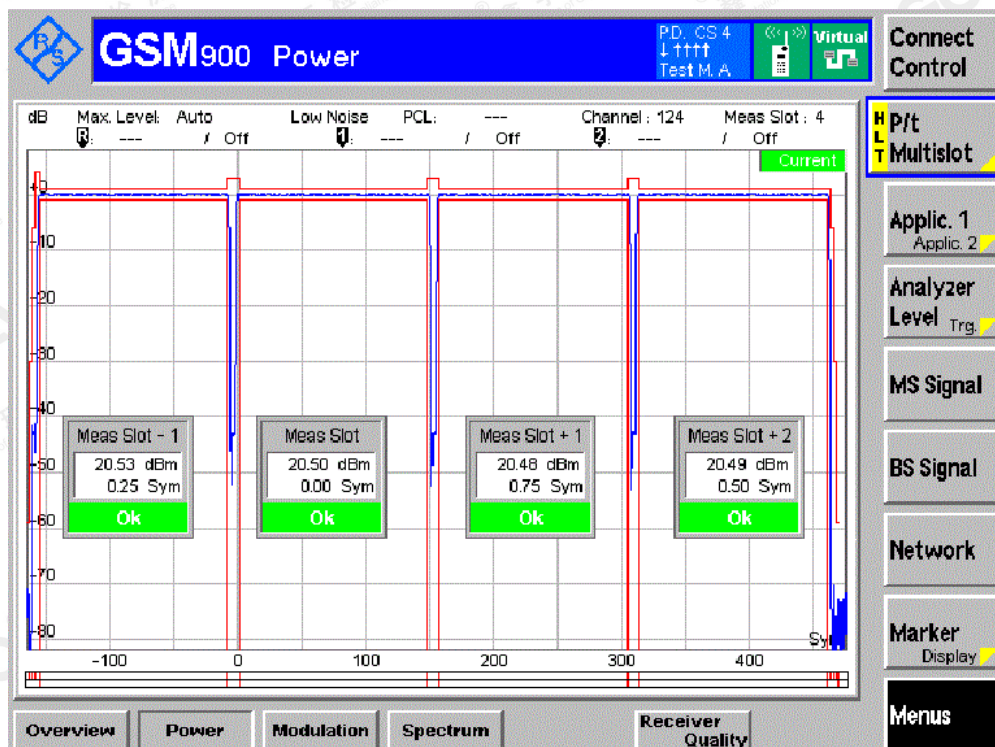 R/S
GSM900 Power
P.D. CS 4
↓↑↑↑↑
Test M. A
Virtual
Connect
Control
dB Max. Level: Auto Low Noise PCL: --- Channel : 124 Meas Slot : 4
R: --- / Off 1: --- / Off 2: --- / Off
Current
HLT
P/t
Multislot
Applic. 1
Applic. 2
Analyzer
Level Trg.
MS Signal
BS Signal
Network
Marker
Display
Menus
+0
-10
-20
-30
-40
-50
-60
-70
-80
Meas Slot - 1
20.53 dBm
0.25 Sym
Ok
Meas Slot
20.50 dBm
0.00 Sym
Ok
Meas Slot + 1
20.48 dBm
0.75 Sym
Ok
Meas Slot + 2
20.49 dBm
0.50 Sym
Ok
-100 0 100 200 300 400
Overview Power Modulation Spectrum Receiver Quality